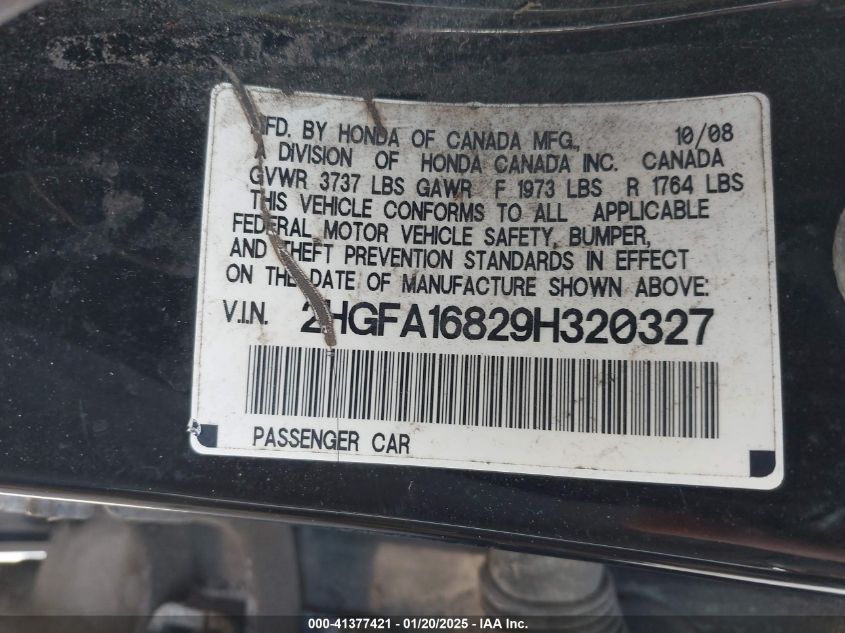 MFD. BY HONDA OF CANADA MFG., 10/08
DIVISION OF HONDA CANADA INC. CANADA
GVWR 3737 LBS GAWR F 1973 LBS R 1764 LBS
THIS VEHICLE CONFORMS TO ALL APPLICABLE
FEDERAL MOTOR VEHICLE SAFETY, BUMPER,
AND THEFT PREVENTION STANDARDS IN EFFECT
ON THE DATE OF MANUFACTURE SHOWN ABOVE:
V.I.N. 2HGFA16829H320327
PASSENGER CAR
000-41377421 - 01/20/2025 - IAA Inc.